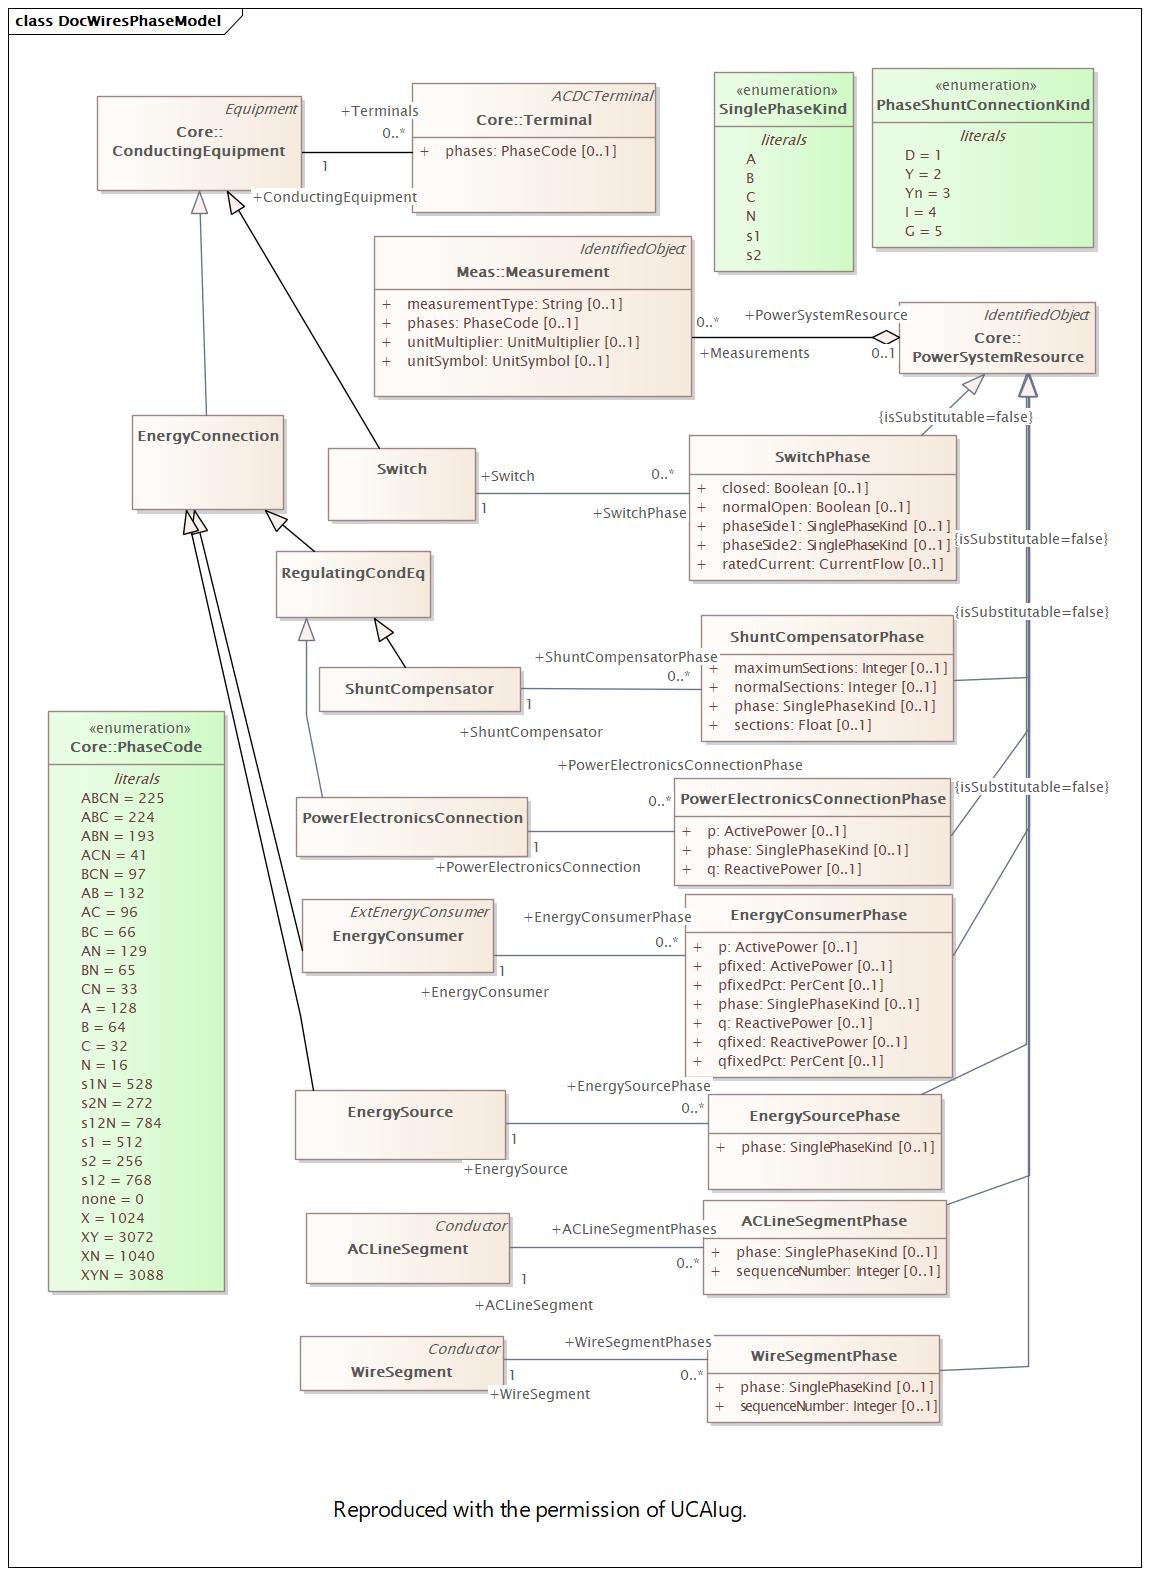 class DocWiresPhaseModel
Equipment
Core::
ConductingEquipment
+Terminals
0..*
1
+ConductingEquipment
ACDCTerminal
Core::Terminal
+ phases: PhaseCode [0..1]
«enumeration»
SinglePhaseKind
literals
A
B
C
N
s1
s2
«enumeration»
PhaseShuntConnectionKind
literals
D = 1
Y = 2
Yn = 3
I = 4
G = 5
IdentifiedObject
Meas::Measurement
+ measurementType: String [0..1]
+ phases: PhaseCode [0..1]
+ unitMultiplier: UnitMultiplier [0..1]
+ unitSymbol: UnitSymbol [0..1]
0..*
+PowerSystemResource
+Measurements
0..1
IdentifiedObject
Core::
PowerSystemResource
{isSubstitutable=false}
EnergyConnection
Switch
+Switch
0..*
1
+SwitchPhase
SwitchPhase
+ closed: Boolean [0..1]
+ normalOpen: Boolean [0..1]
+ phaseSide1: SinglePhaseKind [0..1]
+ phaseSide2: SinglePhaseKind [0..1]
+ ratedCurrent: CurrentFlow [0..1]
{isSubstitutable=false}
RegulatingCondEq
{isSubstitutable=false}
ShuntCompensator
+ShuntCompensatorPhase
0..*
1
+ShuntCompensator
ShuntCompensatorPhase
+ maximumSections: Integer [0..1]
+ normalSections: Integer [0..1]
+ phase: SinglePhaseKind [0..1]
+ sections: Float [0..1]
«enumeration»
Core::PhaseCode
literals
ABCN = 225
ABC = 224
ABN = 193
ACN = 41
BCN = 97
AB = 132
AC = 96
BC = 66
AN = 129
BN = 65
CN = 33
A = 128
B = 64
C = 32
N = 16
s1N = 528
s2N = 272
s12N = 784
s1 = 512
s2 = 256
s12 = 768
none = 0
X = 1024
XY = 3072
XN = 1040
XYN = 3088
PowerElectronicsConnection
+PowerElectronicsConnectionPhase
0..*
1
+PowerElectronicsConnection
PowerElectronicsConnectionPhase
+ p: ActivePower [0..1]
+ phase: SinglePhaseKind [0..1]
+ q: ReactivePower [0..1]
{isSubstitutable=false}
ExtEnergyConsumer
EnergyConsumer
+EnergyConsumerPhase
0..*
1
+EnergyConsumer
EnergyConsumerPhase
+ p: ActivePower [0..1]
+ pfixed: ActivePower [0..1]
+ pfixedPct: PerCent [0..1]
+ phase: SinglePhaseKind [0..1]
+ q: ReactivePower [0..1]
+ qfixed: ReactivePower [0..1]
+ qfixedPct: PerCent [0..1]
EnergySource
+EnergySourcePhase
0..*
1
+EnergySource
EnergySourcePhase
+ phase: SinglePhaseKind [0..1]
Conductor
ACLineSegment
+ACLineSegmentPhases
0..*
1
+ACLineSegment
ACLineSegmentPhase
+ phase: SinglePhaseKind [0..1]
+ sequenceNumber: Integer [0..1]
Conductor
WireSegment
+WireSegmentPhases
0..*
1
+WireSegment
WireSegmentPhase
+ phase: SinglePhaseKind [0..1]
+ sequenceNumber: Integer [0..1]
Reproduced with the permission of UCAIug.